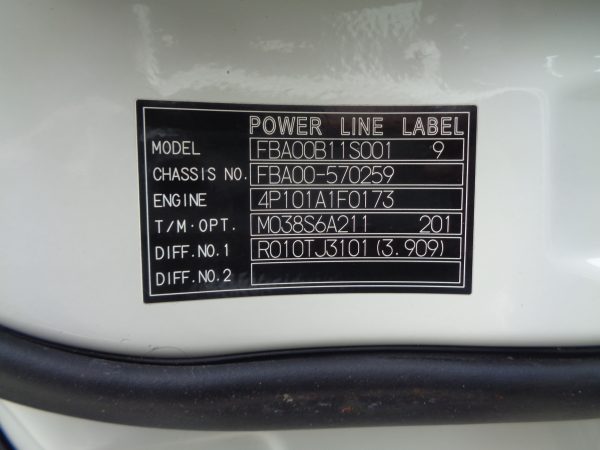 POWER LINE LABEL
MODEL FBA00B11S001 9
CHASSIS NO. FBA00-570259
ENGINE 4P101A1F0173
T/M·OPT. M038S6A211 201
DIFF.NO.1 R010TJ3101(3.909)
DIFF.NO.2